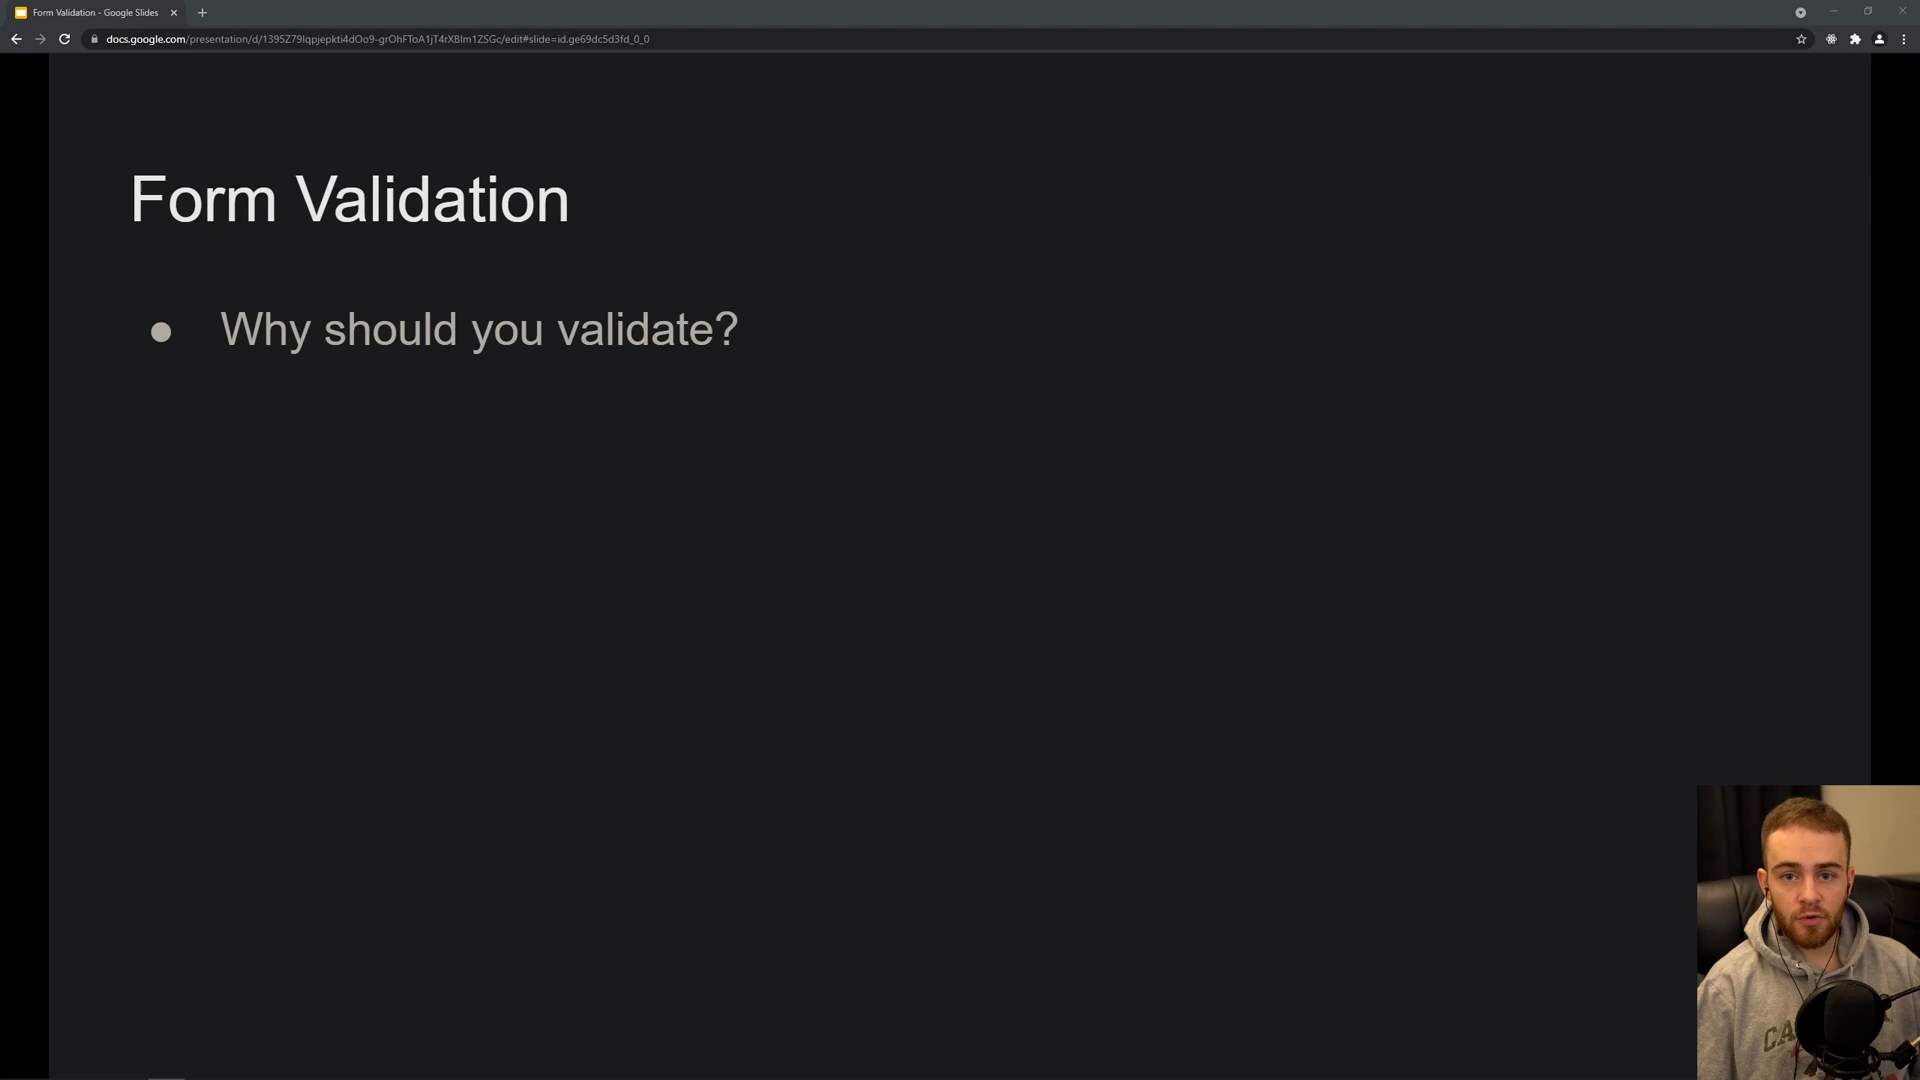 Form Validation - Google Slides
docs.google.com/presentation/d/1395Z79lqpjepkti4dOo9-grOhFToA1jT4rXBlm1ZSGc/edit#slide=id.ge69dc5d3fd_0_0
Form Validation
● Why should you validate?
CA